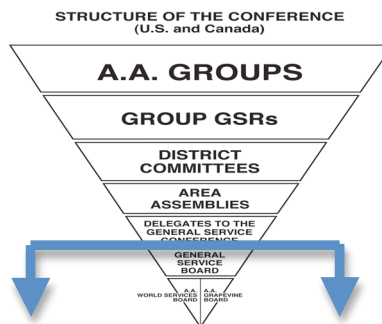 STRUCTURE OF THE CONFERENCE
(U.S. and Canada)
A.A. GROUPS
GROUP GSRs
DISTRICT
COMMITTEES
AREA
ASSEMBLIES
DELEGATES TO THE
GENERAL SERVICE
CONFERENCE
GENERAL
SERVICE
BOARD
A.A.
WORLD SERVICES
BOARD
A.A.
GRAPEVINE
BOARD